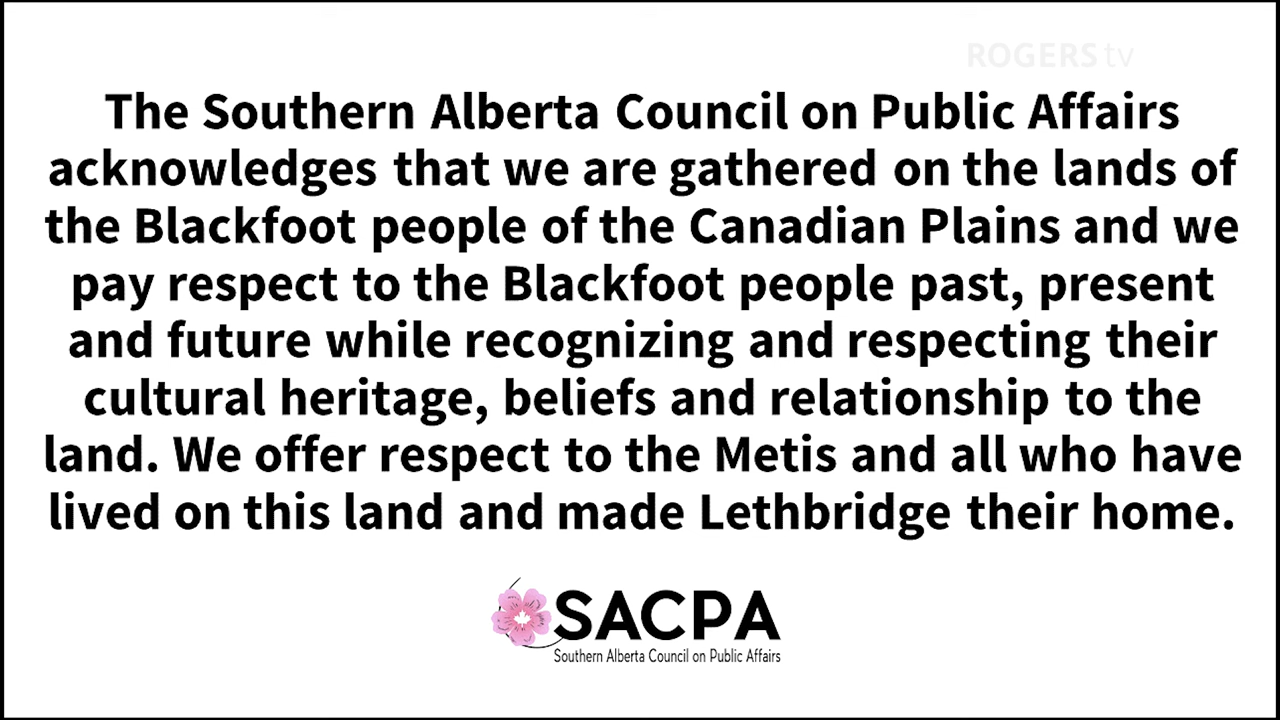 ROGERS tv
The Southern Alberta Council on Public Affairs
acknowledges that we are gathered on the lands of
the Blackfoot people of the Canadian Plains and we
pay respect to the Blackfoot people past, present
and future while recognizing and respecting their
cultural heritage, beliefs and relationship to the
land. We offer respect to the Metis and all who have
lived on this land and made Lethbridge their home.
SACPA
Southern Alberta Council on Public Affairs